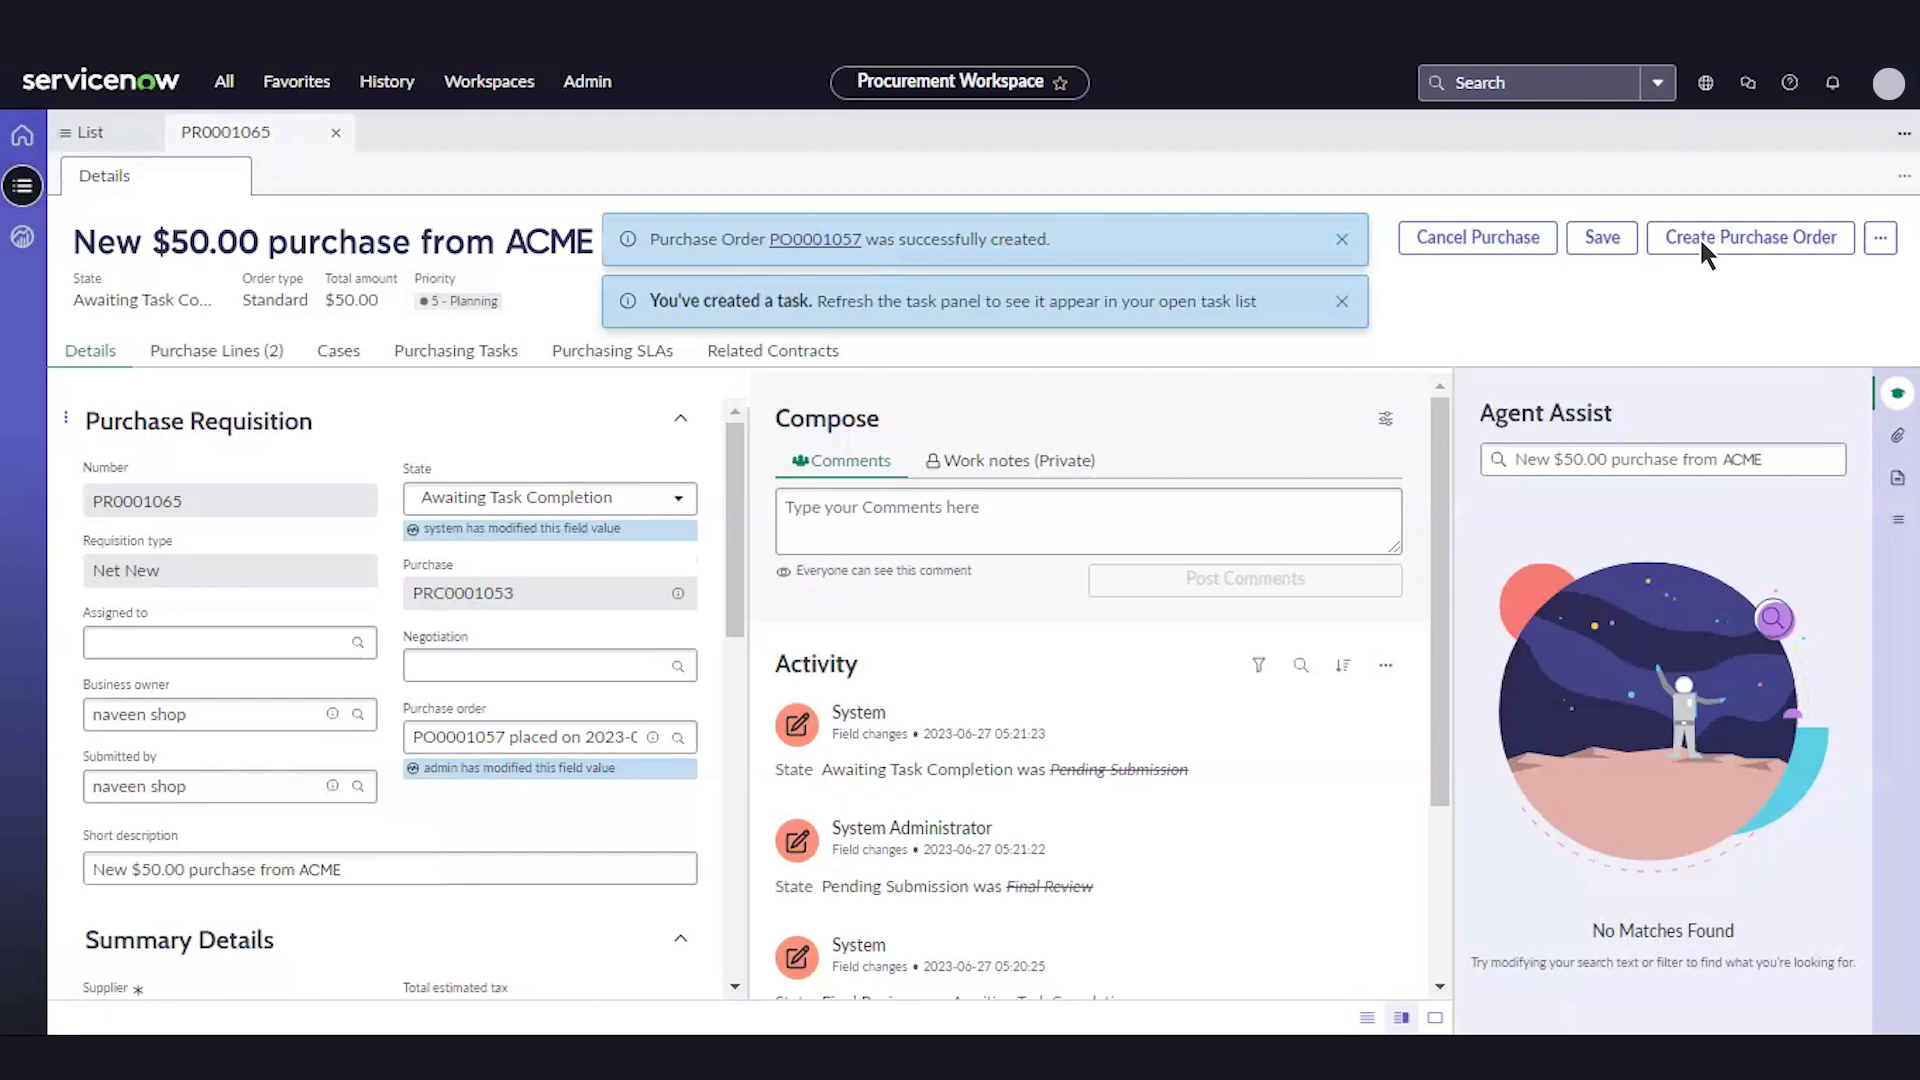 servicenow
All
Favorites
History
Workspaces
Admin
Procurement Workspace
Search
List
PR0001065
Details
New $50.00 purchase from ACME
Purchase Order PO0001057 was successfully created.
You've created a task. Refresh the task panel to see it appear in your open task list
Cancel Purchase
Save
Create Purchase Order
State
Awaiting Task Co...
Order type
Standard
Total amount
$50.00
Priority
5 - Planning
Details
Purchase Lines (2)
Cases
Purchasing Tasks
Purchasing SLAs
Related Contracts
Purchase Requisition
Number
PR0001065
Requisition type
Net New
Assigned to
Business owner
naveen shop
Submitted by
naveen shop
Short description
New $50.00 purchase from ACME
State
Awaiting Task Completion
system has modified this field value
Purchase
PRC0001053
Negotiation
Purchase order
PO0001057 placed on 2023-0
admin has modified this field value
Summary Details
Supplier *
Total estimated tax
Compose
Comments
Work notes (Private)
Type your Comments here
Everyone can see this comment
Post Comments
Activity
System
Field changes • 2023-06-27 05:21:23
State Awaiting Task Completion was Pending Submission
System Administrator
Field changes • 2023-06-27 05:21:22
State Pending Submission was Final Review
System
Field changes • 2023-06-27 05:20:25
Agent Assist
New $50.00 purchase from ACME
No Matches Found
Try modifying your search text or filter to find what you're looking for.